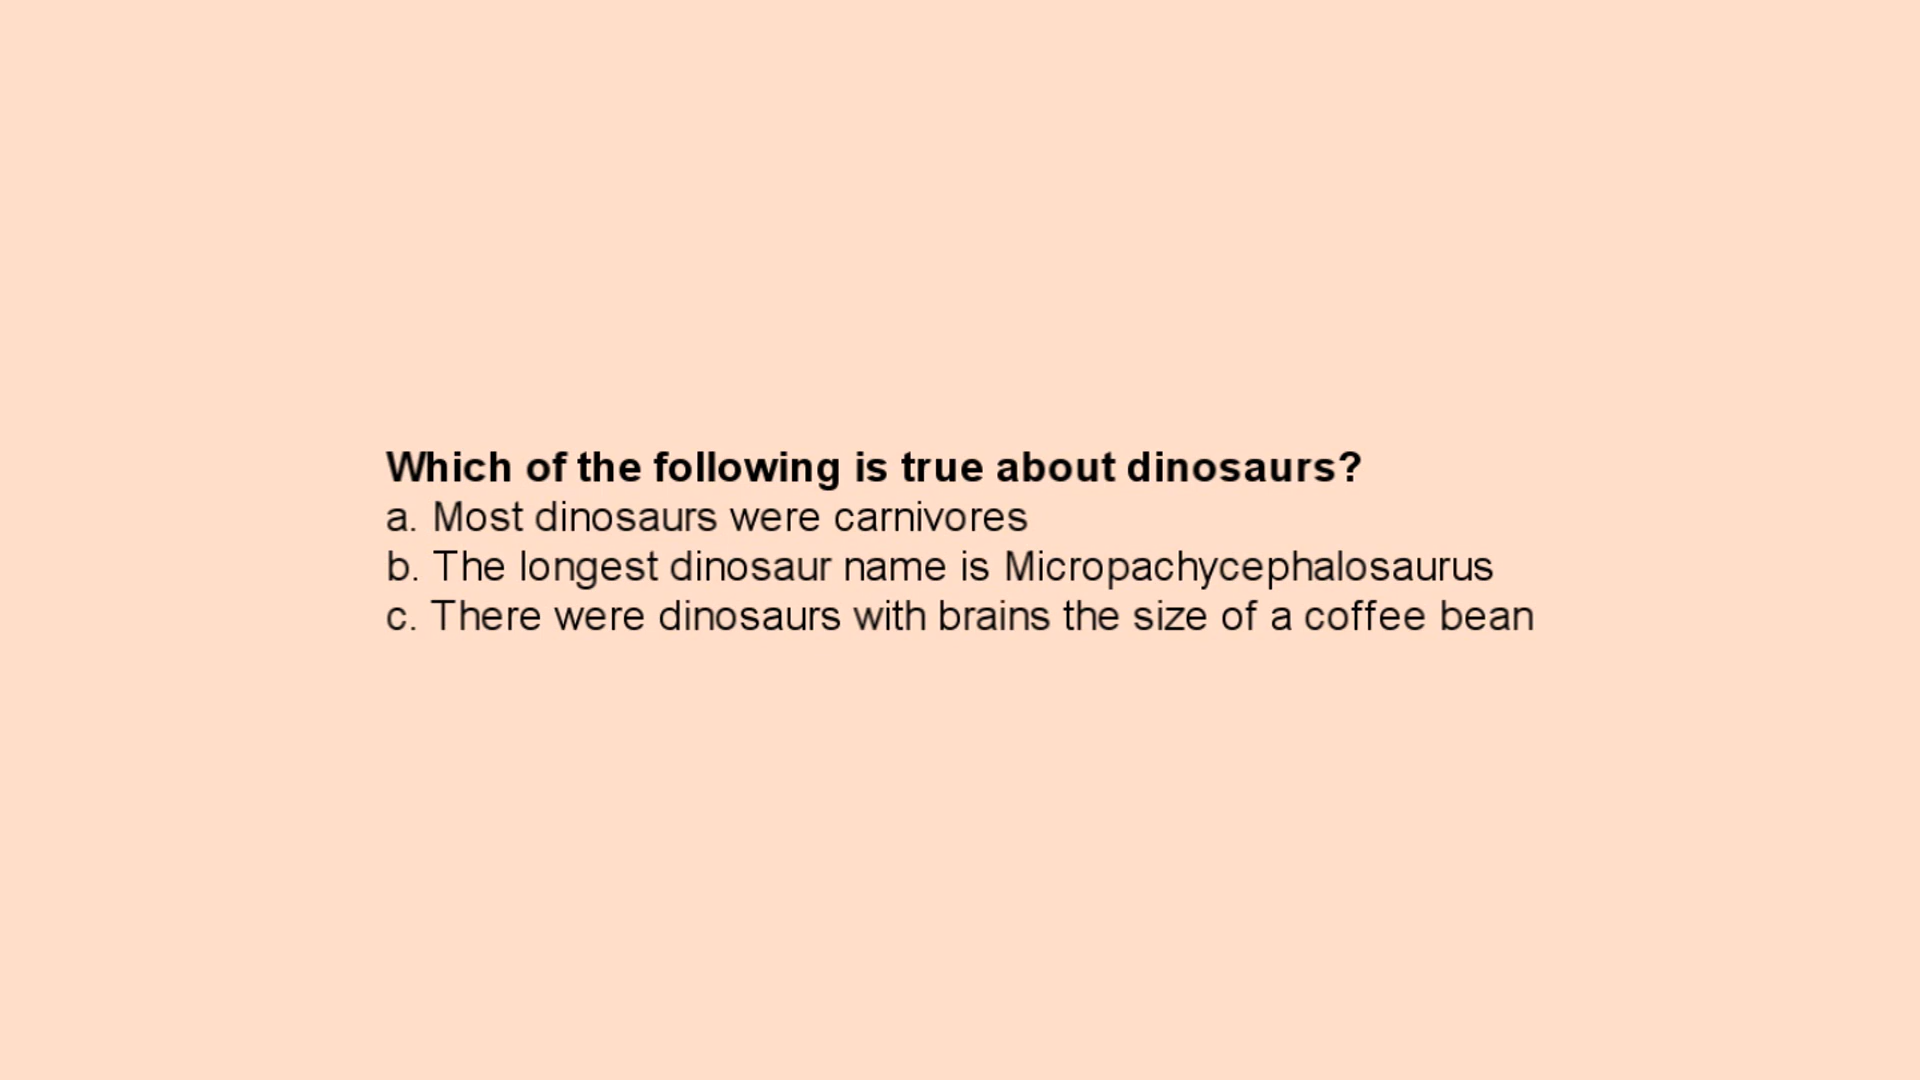 Which of the following is true about dinosaurs?
a. Most dinosaurs were carnivores
b. The longest dinosaur name is Micropachycephalosaurus
c. There were dinosaurs with brains the size of a coffee bean